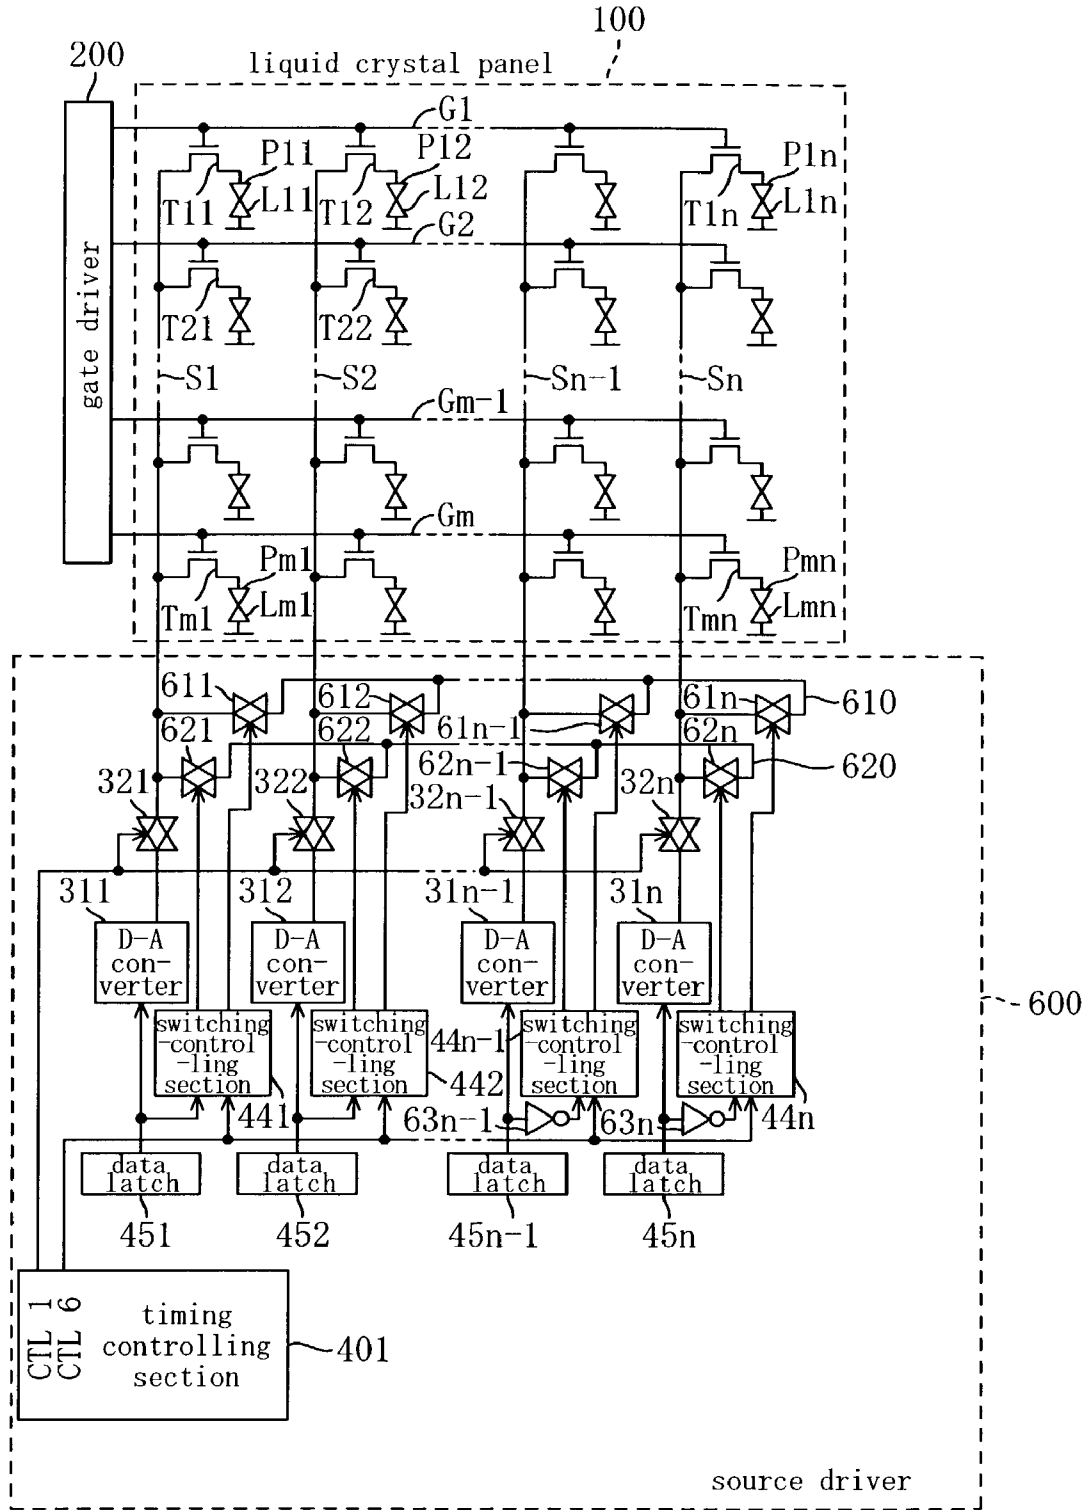 100
200
liquid crystal panel
G1
P11
P12
P1n
T11
L11
T12
L12
T1n
L1n
G2
gate driver
T21
T22
S1
S2
Sn-1
Sn
Gm-1
Gm
Pm1
Pmn
Tm1
Lm1
Tmn
Lmn
611
612
61n-1
61n
610
621
622
62n-1
62n
620
321
322
32n-1
32n
311
312
31n-1
31n
D-A
con-
verter
D-A
con-
verter
D-A
con-
verter
D-A
con-
verter
600
switching
-control
-ling
section
switching
-control
-ling
section
44n-1
switching
-control
-ling
section
switching
-control
-ling
section
441
442
63n-1
63n
44n
data
latch
data
latch
data
latch
data
latch
451
452
45n-1
45n
CTL 1
CTL 6
timing
controlling
section
401
source driver